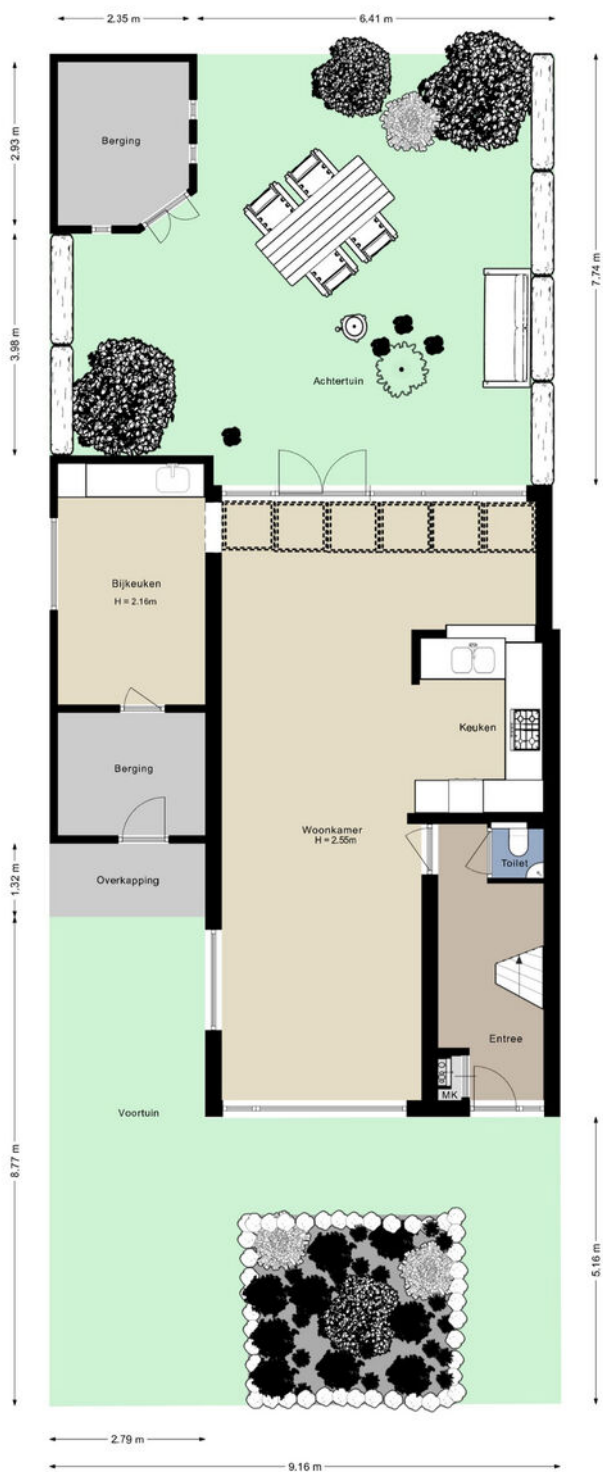 2.35 m
6.41 m
2.93 m
Berging
7.74 m
3.98 m
Achtertuin
Bijkeuken
H = 2.16m
Keuken
Berging
Woonkamer
H = 2.55m
Toilet
1.32 m
Overkapping
Entree
MK
Voortuin
8.77 m
5.16 m
2.79 m
9.16 m